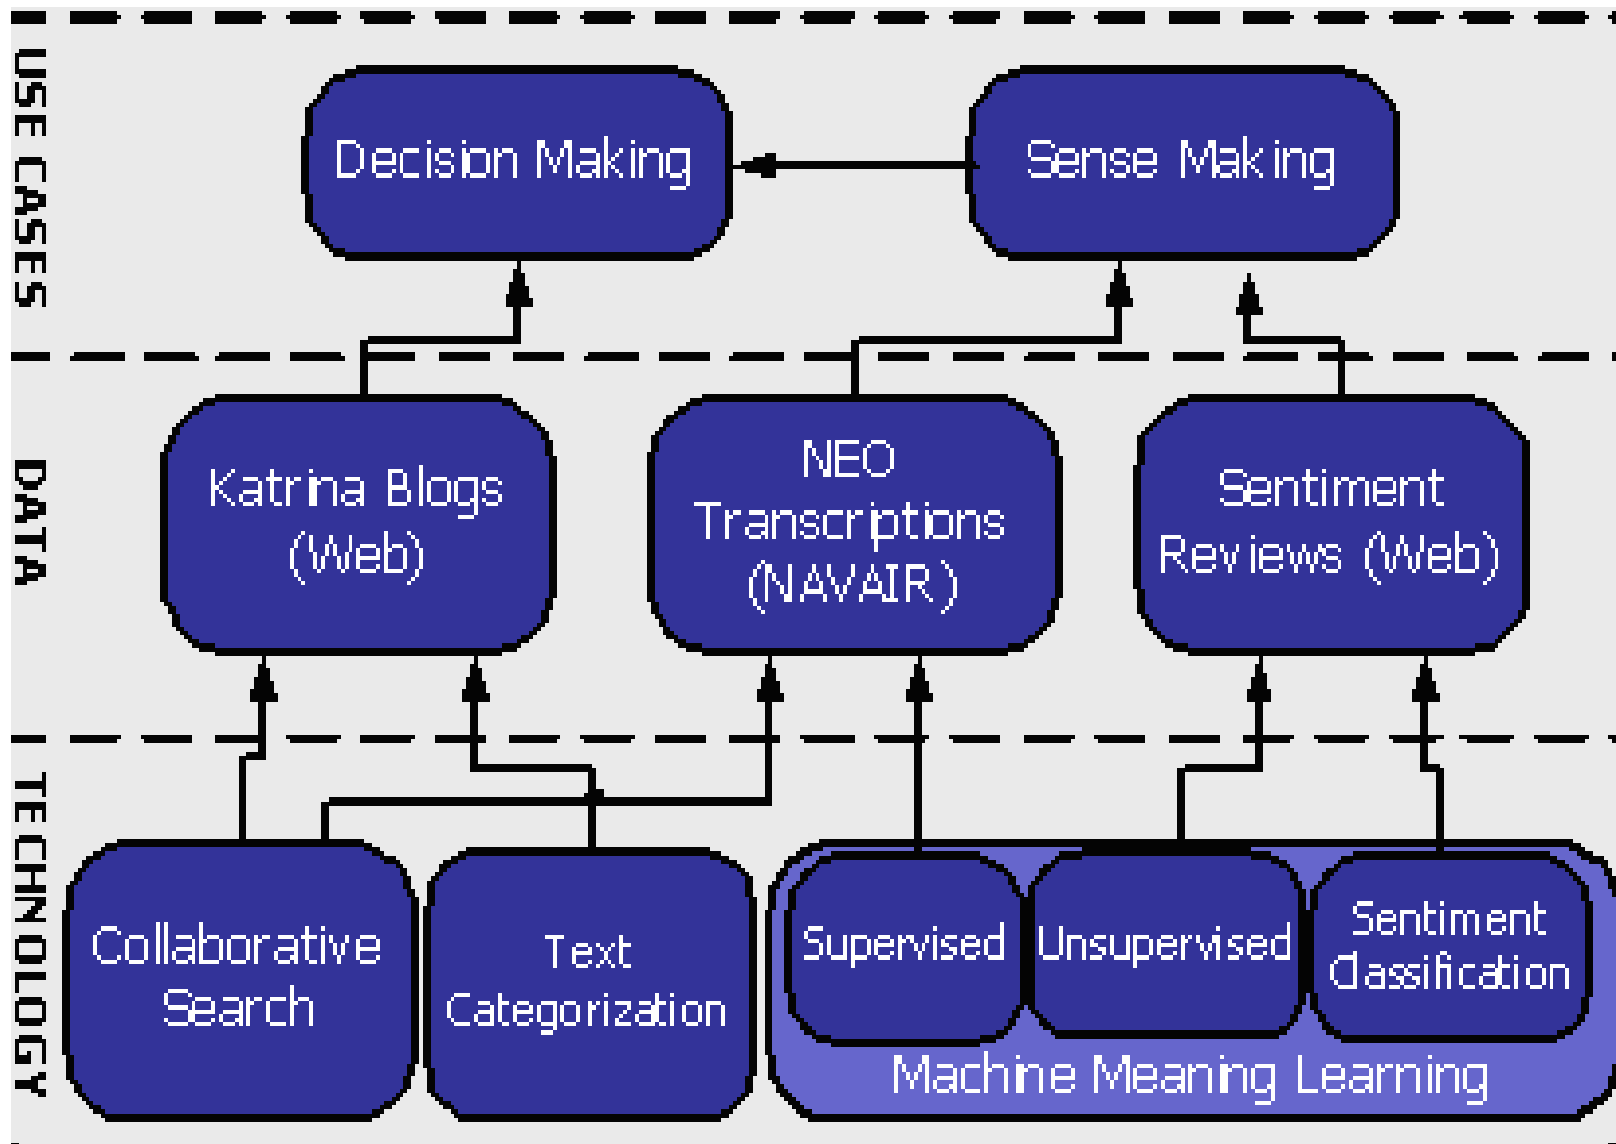 USE CASES
Decision Making
Sense Making
DATA
Katrina Blogs
(Web)
NEO
Transcriptions
(NAVAIR)
Sentiment
Reviews (Web)
TECHNOLOGY
Collaborative
Search
Text
Categorization
Supervised
Unsupervised
Sentiment
Classification
Machine Meaning Learning